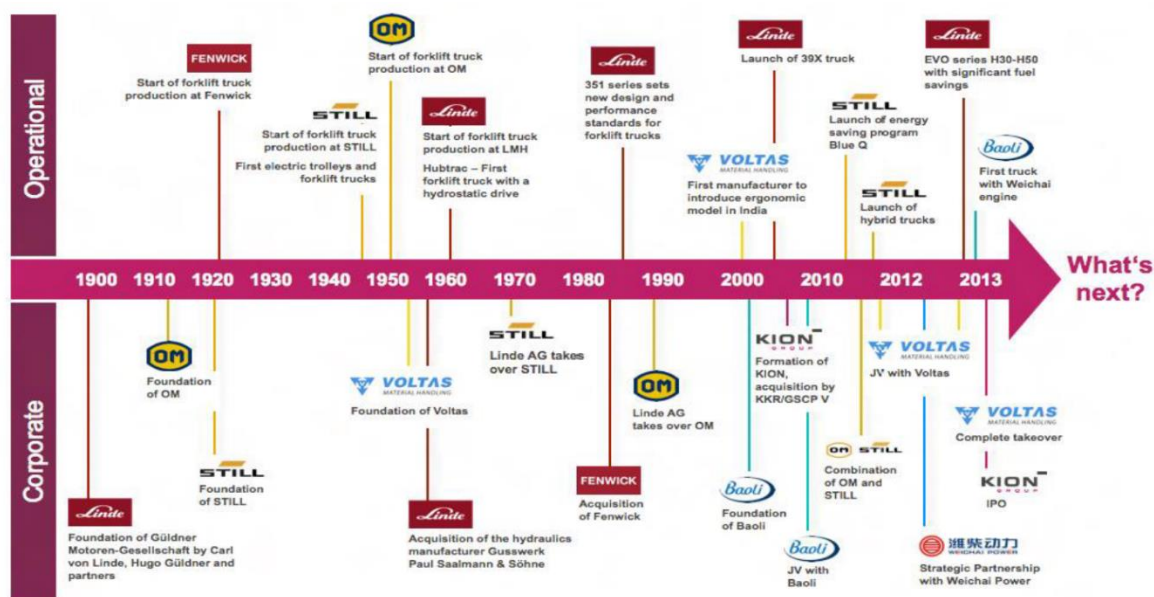 Operational
FENWICK
Start of forklift truck
production at Fenwick
STILL
Start of forklift truck
production at STILL
First electric trolleys and
forklift trucks
OM
Start of forklift truck
production at OM
Linde
Start of forklift truck
production at LMH
Hubtrac – First
forklift truck with a
hydrostatic drive
Linde
351 series sets
new design and
performance
standards for
forklift trucks
VOLTAS
MATERIAL HANDLING
First manufacturer to
introduce ergonomic
model in India
Linde
Launch of 39X truck
STILL
Launch of energy
saving program
Blue Q
STILL
Launch of
hybrid trucks
Linde
EVO series H30-H50
with significant fuel
savings
Baoli
First truck
with Weichai
engine
1900 1910 1920 1930 1940 1950 1960 1970 1980 1990 2000 2010 2012 2013
What's
next?
Corporate
Linde
Foundation of Güldner
Motoren-Gesellschaft by Carl
von Linde, Hugo Güldner and
partners
OM
Foundation
of OM
STILL
Foundation
of STILL
VOLTAS
MATERIAL HANDLING
Foundation of Voltas
Linde
Acquisition of the hydraulics
manufacturer Gusswerk
Paul Saalmann & Söhne
STILL
Linde AG takes
over STILL
FENWICK
Acquisition
of Fenwick
OM
Linde AG
takes over OM
Baoli
Foundation
of Baoli
KION
GROUP
Formation of
KION,
acquisition by
KKR/GSCP V
Baoli
JV with
Baoli
OM STILL
Combination
of OM and
STILL
VOLTAS
MATERIAL HANDLING
JV with Voltas
潍柴动力
WEICHAI POWER
Strategic Partnership
with Weichai Power
VOLTAS
MATERIAL HANDLING
Complete takeover
KION
GROUP
IPO